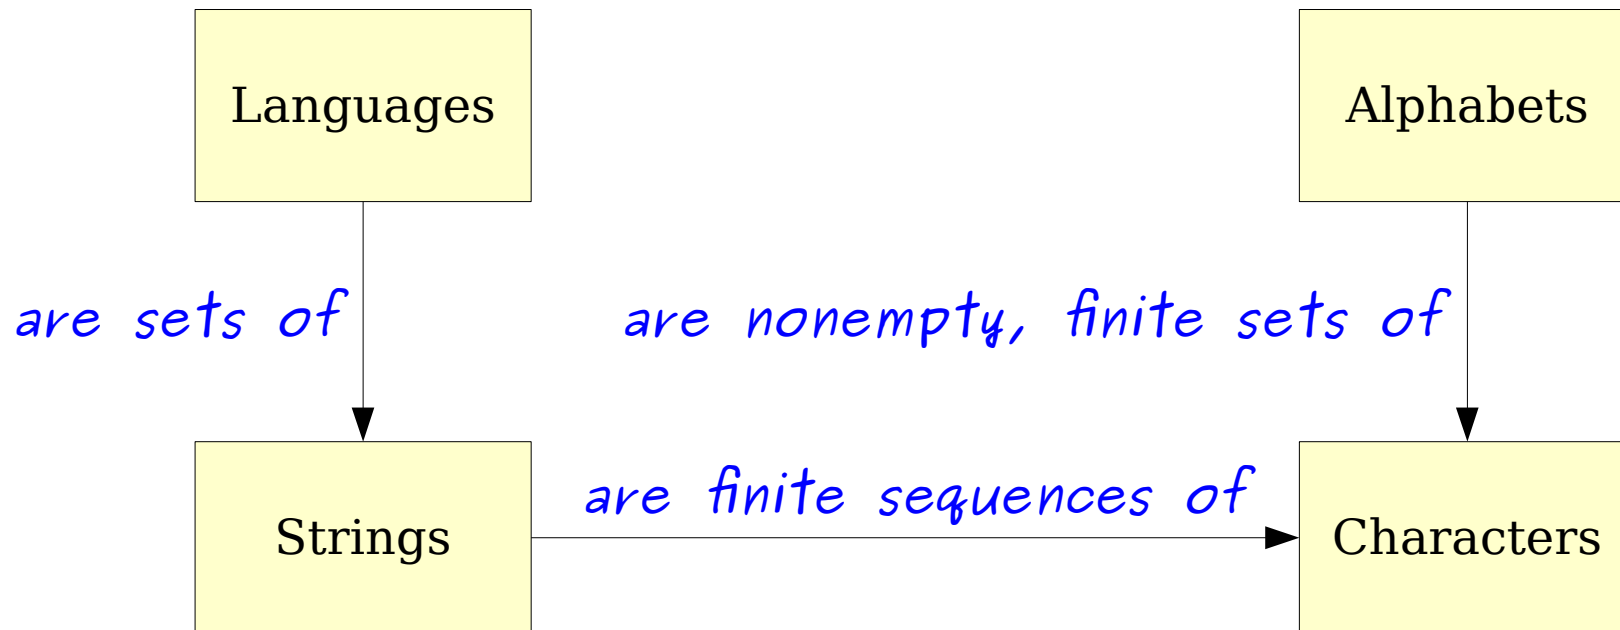 Languages
Alphabets
are sets of
are nonempty, finite sets of
are finite sequences of
Strings
Characters